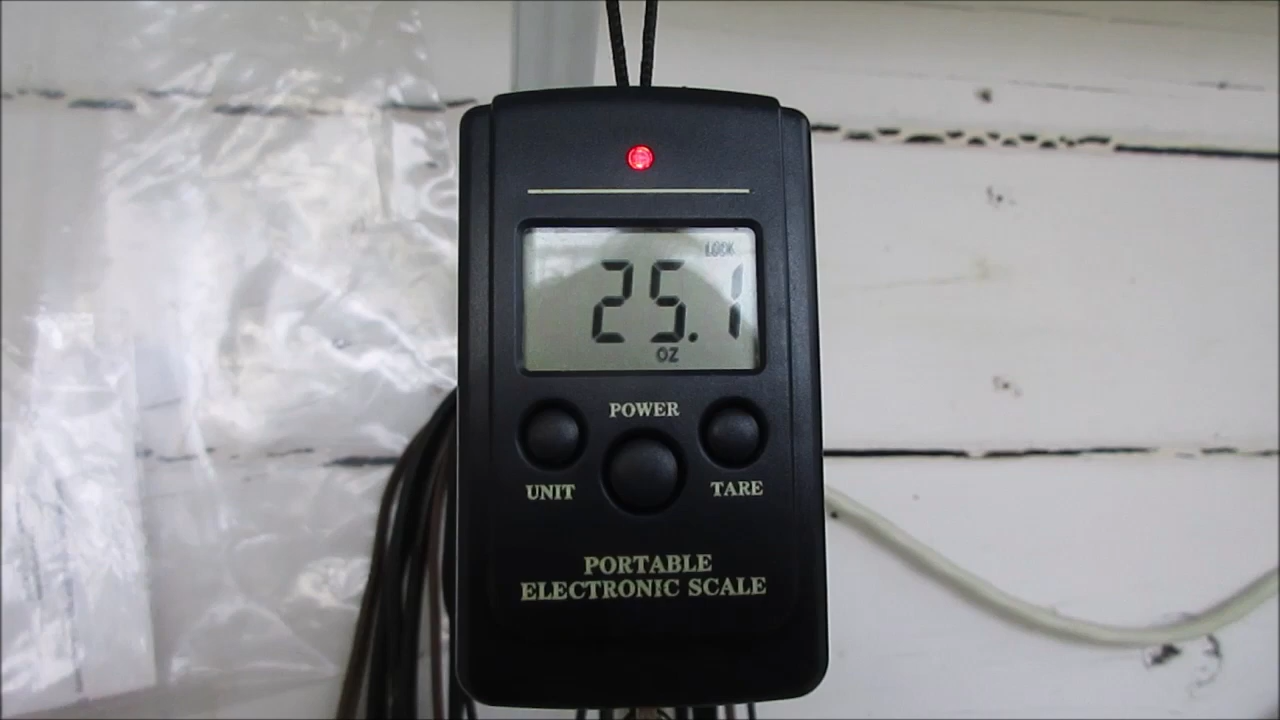 LOCK
25.1
OZ
POWER
UNIT TARE
PORTABLE
ELECTRONIC SCALE